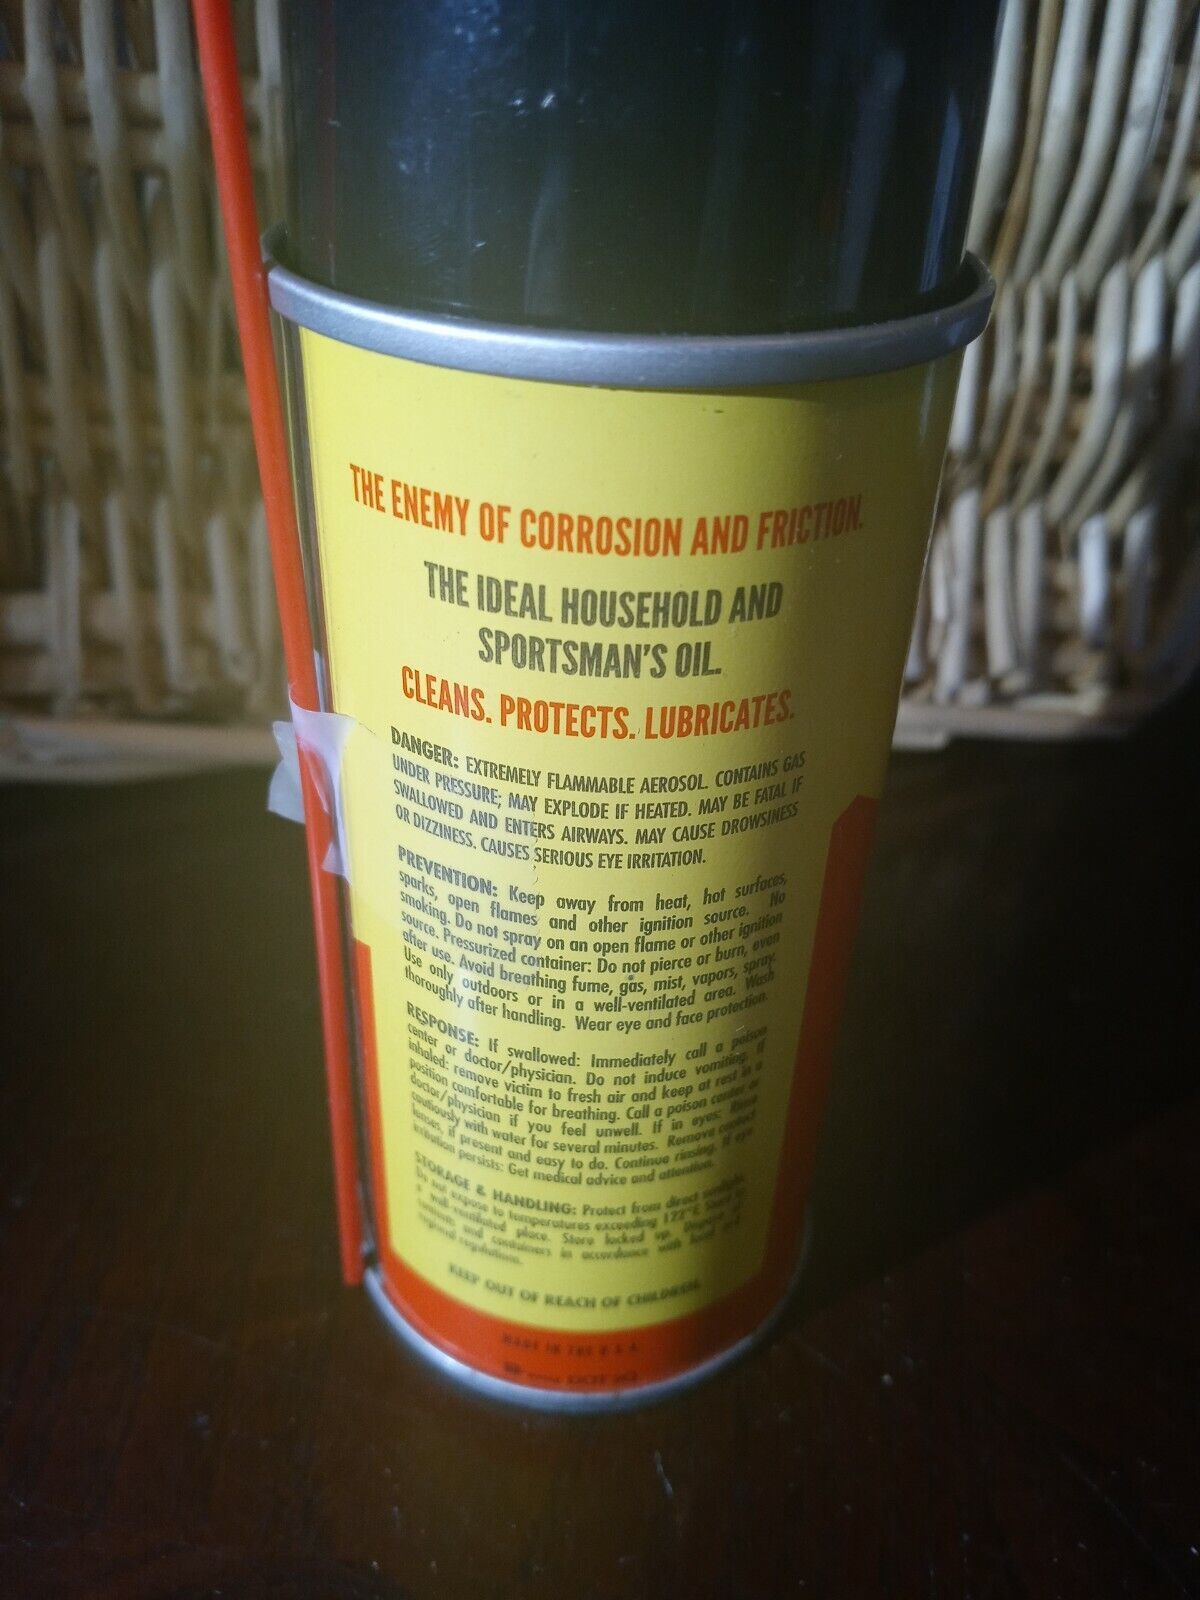 THE ENEMY OF CORROSION AND FRICTION.
THE IDEAL HOUSEHOLD AND
SPORTSMAN'S OIL.
CLEANS. PROTECTS. LUBRICATES.
DANGER: EXTREMELY FLAMMABLE AEROSOL. CONTAINS GAS
UNDER PRESSURE; MAY EXPLODE IF HEATED. MAY BE FATAL IF
SWALLOWED AND ENTERS AIRWAYS. MAY CAUSE DROWSINESS
OR DIZZINESS. CAUSES SERIOUS EYE IRRITATION.
PREVENTION: Keep away from heat, hot surfaces,
sparks, open flames and other ignition source. No
smoking. Do not spray on an open flame or other ignition
source. Pressurized container: Do not pierce or burn, even
after use. Avoid breathing fume, gas, mist, vapors, spray.
Use only outdoors or in a well-ventilated area. Wash
thoroughly after handling. Wear eye and face protection.
RESPONSE: If swallowed: Immediately call a poison
center or doctor/physician. Do not induce vomiting. If
inhaled: remove victim to fresh air and keep at rest in a
position comfortable for breathing. Call a poison center or
doctor/physician if you feel unwell. If in eyes: Rinse
cautiously with water for several minutes. Remove contact
lenses, if present and easy to do. Continue rinsing. If eye
irritation persists: Get medical advice and attention.
STORAGE & HANDLING: Protect from direct sunlight.
Do not expose to temperatures exceeding 122°F. Store in
a well-ventilated place. Store locked up. Dispose of
contents and containers in accordance with local and
regional regulations.
KEEP OUT OF REACH OF CHILDREN.
MADE IN THE U.S.A.